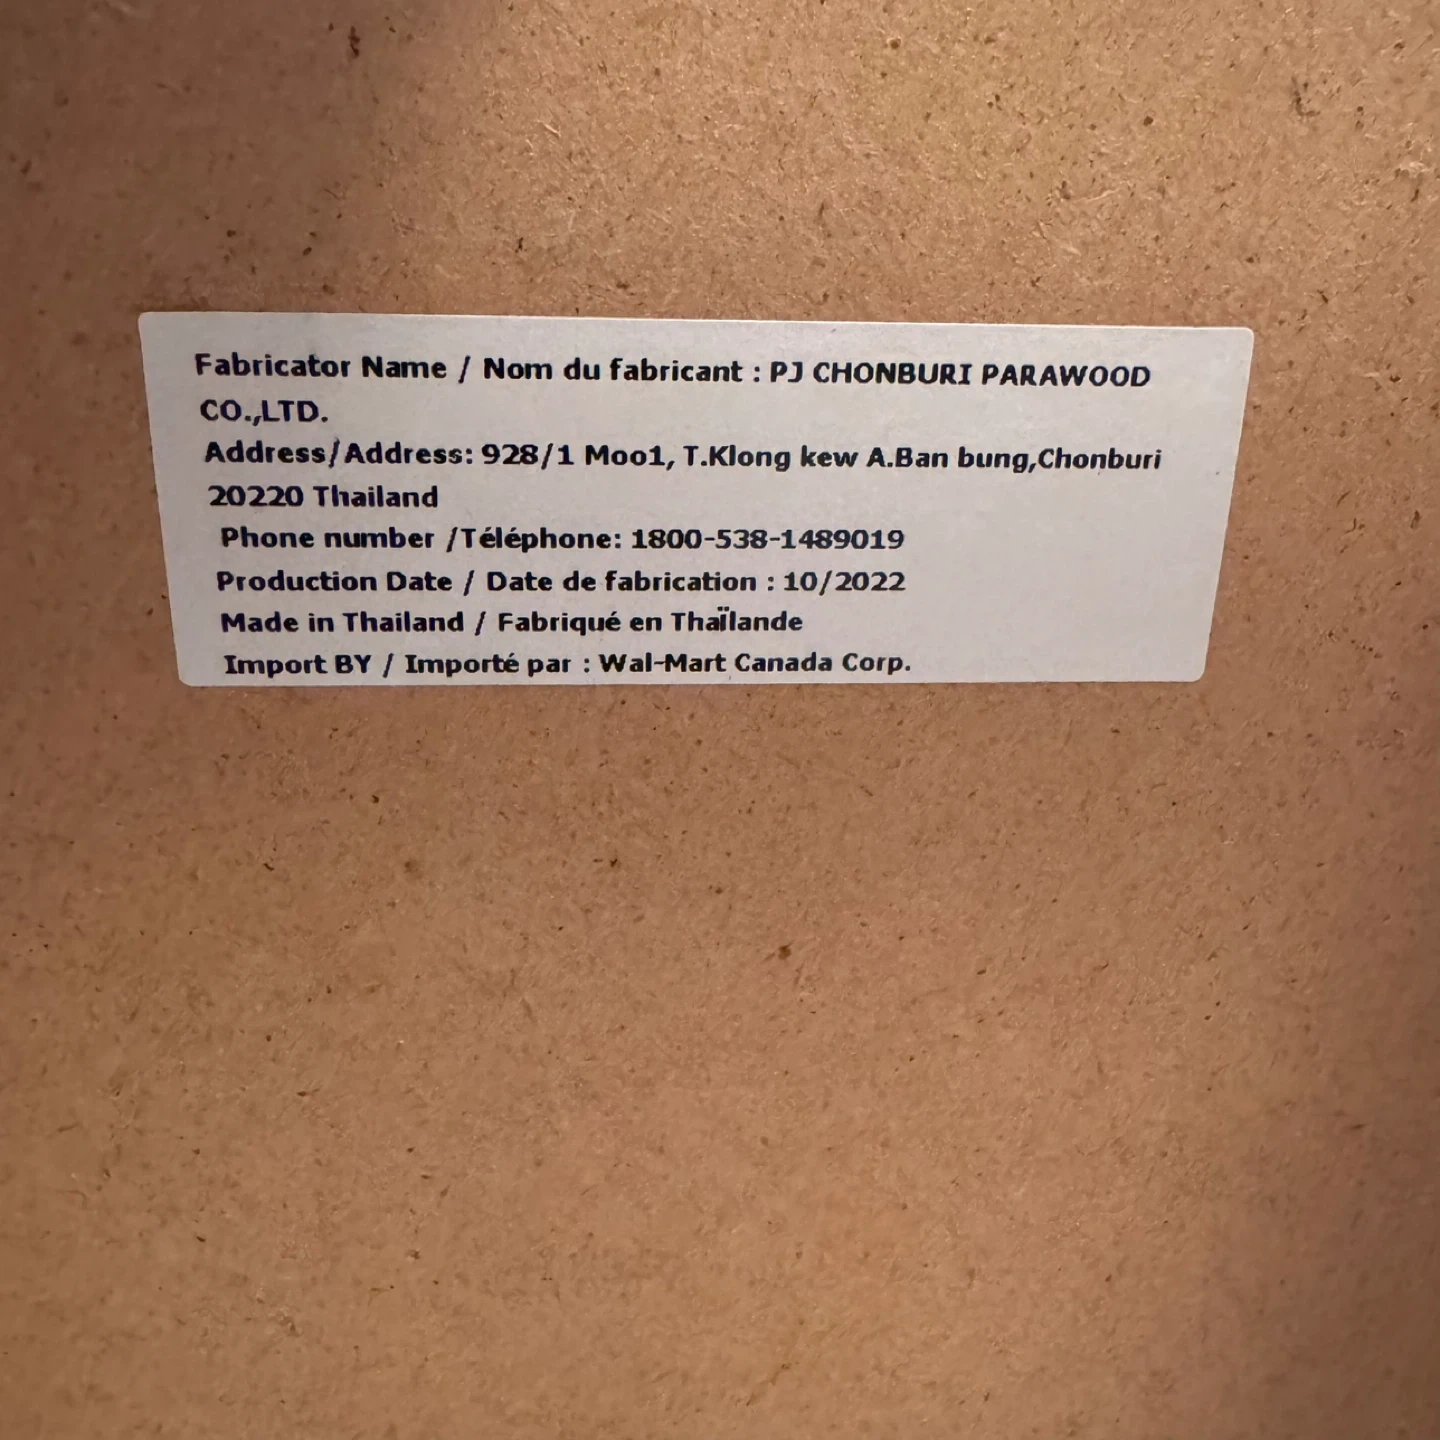 Fabricator Name / Nom du fabricant : PJ CHONBURI PARAWOOD
CO.,LTD.
Address/Address: 928/1 Moo1, T.Klong kew A.Ban bung,Chonburi
20220 Thailand
Phone number /Téléphone: 1800-538-1489019
Production Date / Date de fabrication : 10/2022
Made in Thailand / Fabriqué en Thaïlande
Import BY / Importé par : Wal-Mart Canada Corp.